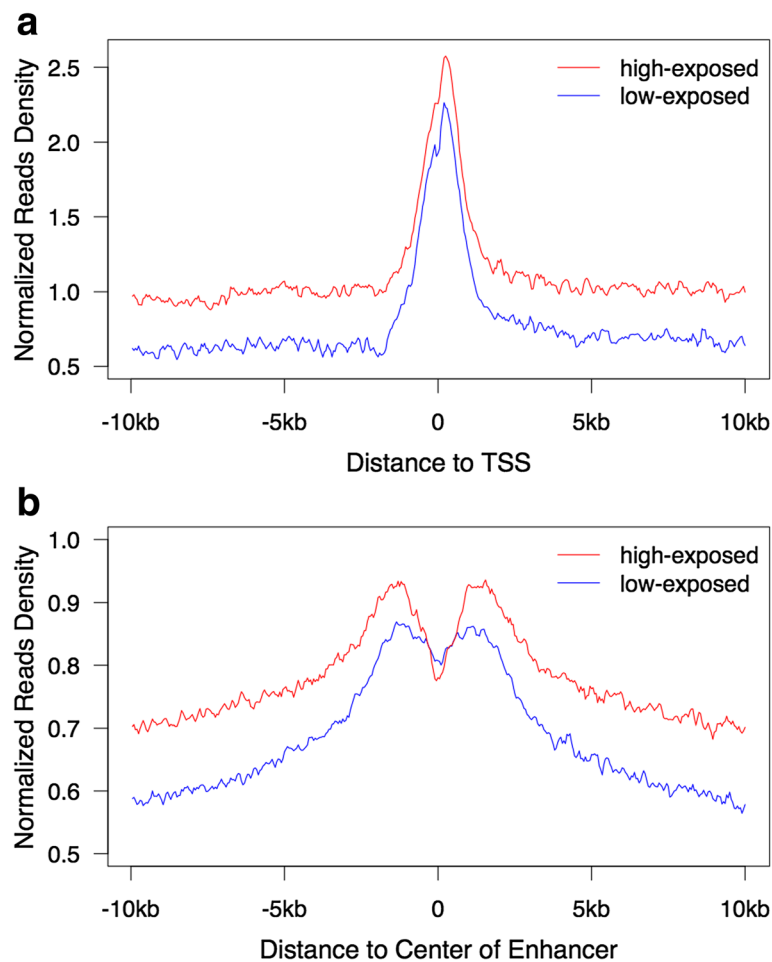 a
Normalized Reads Density
2.5
2.0
1.5
1.0
0.5
high-exposed
low-exposed
-10kb
-5kb
0
5kb
10kb
Distance to TSS
b
Normalized Reads Density
1.0
0.9
0.8
0.7
0.6
0.5
high-exposed
low-exposed
-10kb
-5kb
0
5kb
10kb
Distance to Center of Enhancer